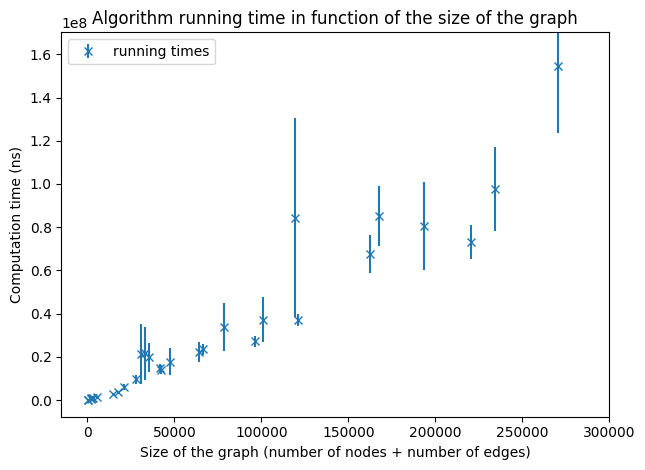 Algorithm running time in function of the size of the graph
1e8
running times
1.6
1.4
1.2
1.0
0.8
0.6
0.4
0.2
0.0
Computation time (ns)
0 50000 100000 150000 200000 250000 300000
Size of the graph (number of nodes + number of edges)